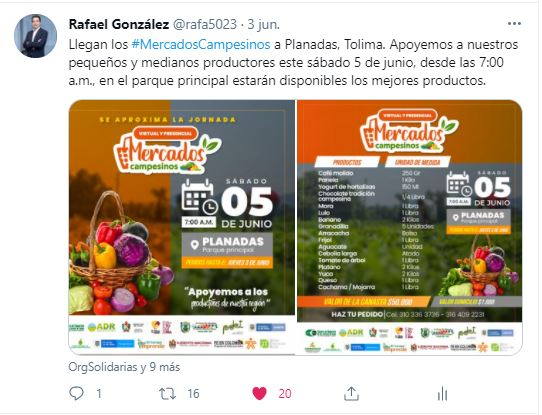 Rafael González @rafa5023 · 3 jun.
Llegan los #MercadosCampesinos a Planadas, Tolima. Apoyemos a nuestros
pequeños y medianos productores este sábado 5 de junio, desde las 7:00
a.m., en el parque principal estarán disponibles los mejores productos.
SE APROXIMA LA JORNADA
VIRTUAL Y PRESENCIAL
Mercados
campesinos
SÁBADO
05
7:00 A.M.
DE JUNIO
PLANADAS
Parque principal
PEDIDOS HASTA EL JUEVES 3 DE JUNIO
"Apoyemos a los
productores de nuestra región"
ADR
VIRTUAL Y PRESENCIAL
Mercados
campesinos
PRODUCTOS UNIDAD DE MEDIDA
Café molido 250 Gr
Panela 1 Kilo
Yogurt de hortalizas 150 Ml
Chocolate tradición
campesina 1/4 Libra
Mora 1 Libra
Lulo 1 Libra
Banano 2 Kilos
Granadilla 5 Unidades
Arracacha Bolsa
Frijol 1 Libra
Aguacate Unidad
Cebolla larga Atado
Tomate de árbol 1 Libra
Plátano 2 Kilos
Yuca 2 Kilos
Queso 1 Libra
Cachama / Mojarra 1 Libra
SÁBADO
05
7:00 A.M.
DE JUNIO
PLANADAS
Parque principal
PEDIDOS HASTA EL JUEVES 3 DE JUNIO
VALOR DE LA CANASTA $50.000
VALOR DOMICILIO $1.000
HAZ TU PEDIDO | Cel. 310 336 3726 - 316 409 2231
ADR
OrgSolidarias y 9 más
1 16 20